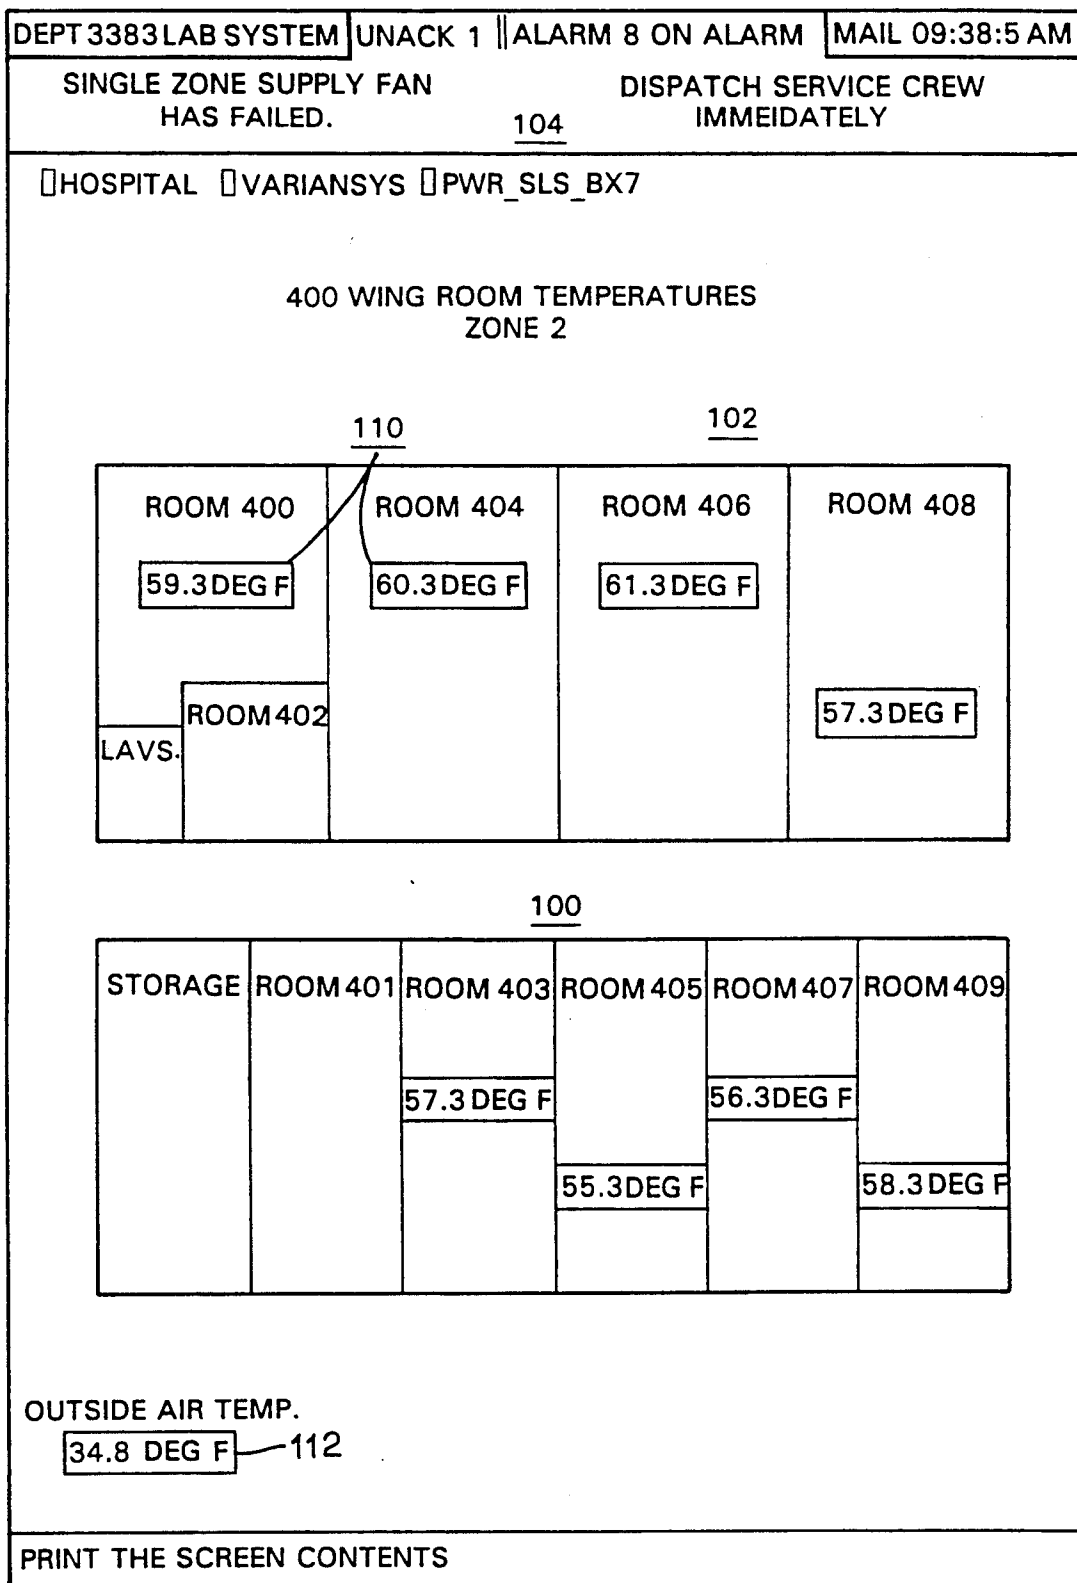 DEPT 3383 LAB SYSTEM UNACK 1 ALARM 8 ON ALARM MAIL 09:38:5 AM
SINGLE ZONE SUPPLY FAN
HAS FAILED.
DISPATCH SERVICE CREW
IMMEIDATELY
104
HOSPITAL VARIANSYS PWR_SLS_BX7
400 WING ROOM TEMPERATURES
ZONE 2
110 102
ROOM 400 ROOM 404 ROOM 406 ROOM 408
59.3 DEG F 60.3 DEG F 61.3 DEG F
ROOM 402 57.3 DEG F
LAVS.
100
STORAGE ROOM 401 ROOM 403 ROOM 405 ROOM 407 ROOM 409
57.3 DEG F 56.3 DEG F
55.3 DEG F 58.3 DEG F
OUTSIDE AIR TEMP.
34.8 DEG F 112
PRINT THE SCREEN CONTENTS